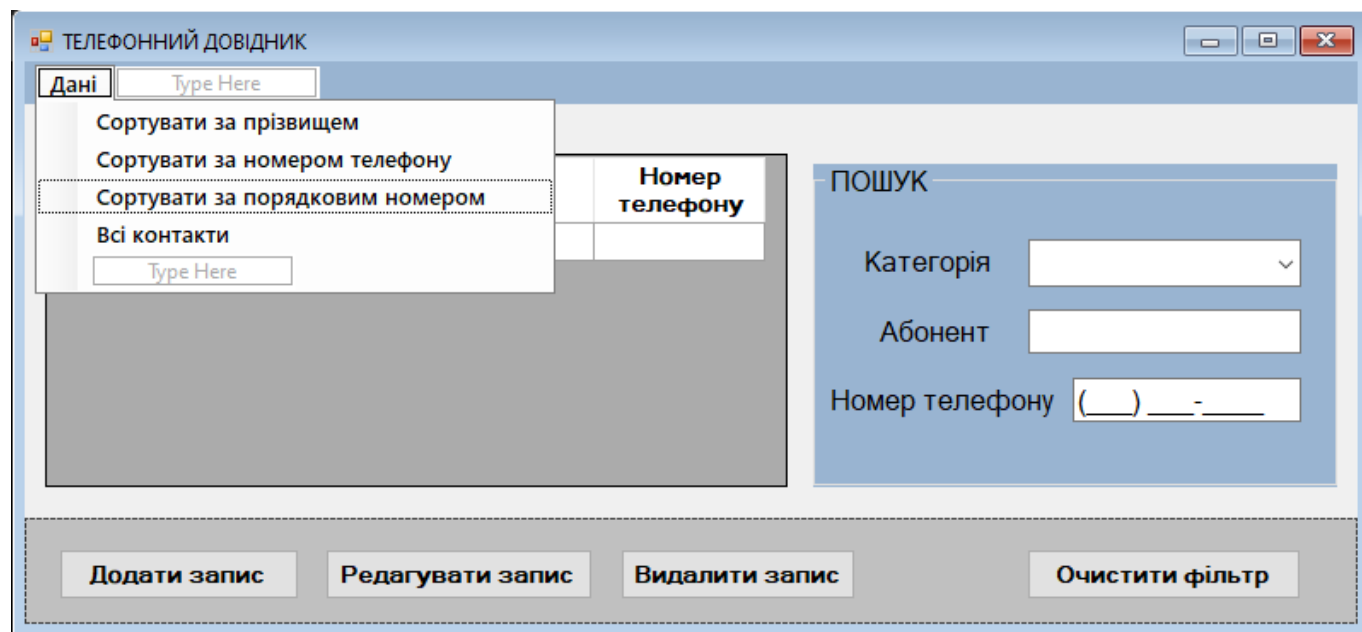 ТЕЛЕФОННИЙ ДОВІДНИК
Дані Type Here
Сортувати за прізвищем
Сортувати за номером телефону
Сортувати за порядковим номером
Всі контакти
Type Here
Номер
телефону
ПОШУК
Категорія
Абонент
Номер телефону (___) ___-____
Додати запис Редагувати запис Видалити запис Очистити фільтр